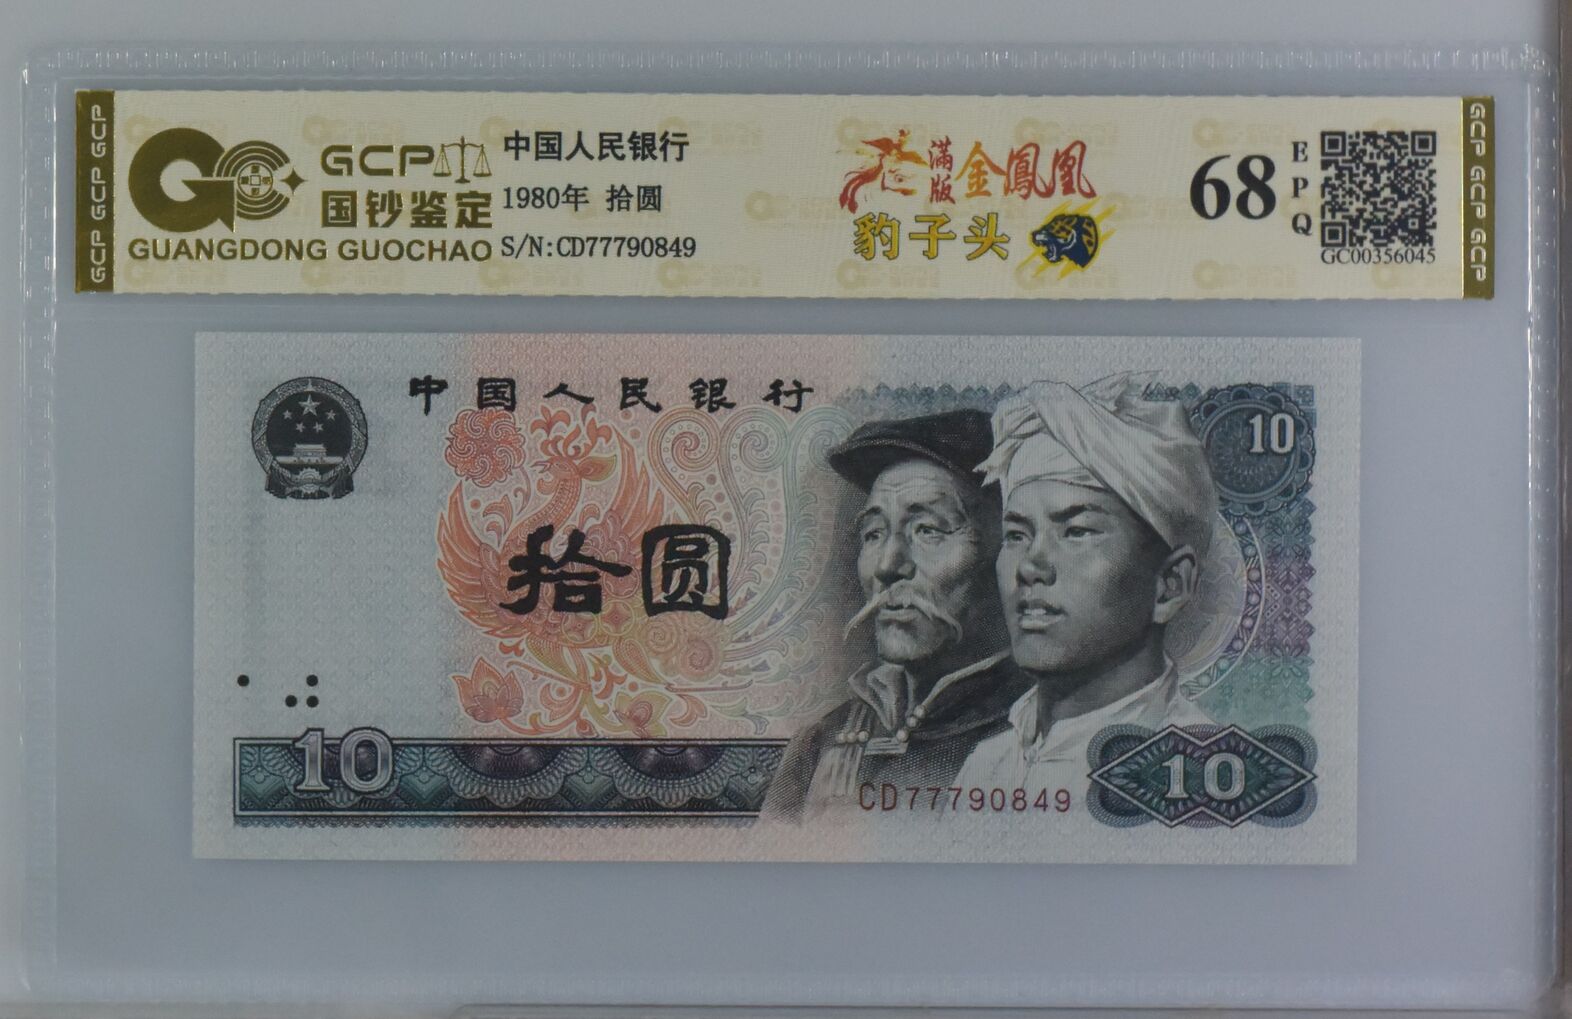 GCP GCP GCP
GCP
国钞鉴定
GUANGDONG GUOCHAO
中国人民银行
1980年 拾圆
S/N:CD77790849
满版 金鳳凰
豹子头
68
EPQ
GC00356045
GCP GCP GCP
中国人民银行
10
拾圆
10
CD77790849
10